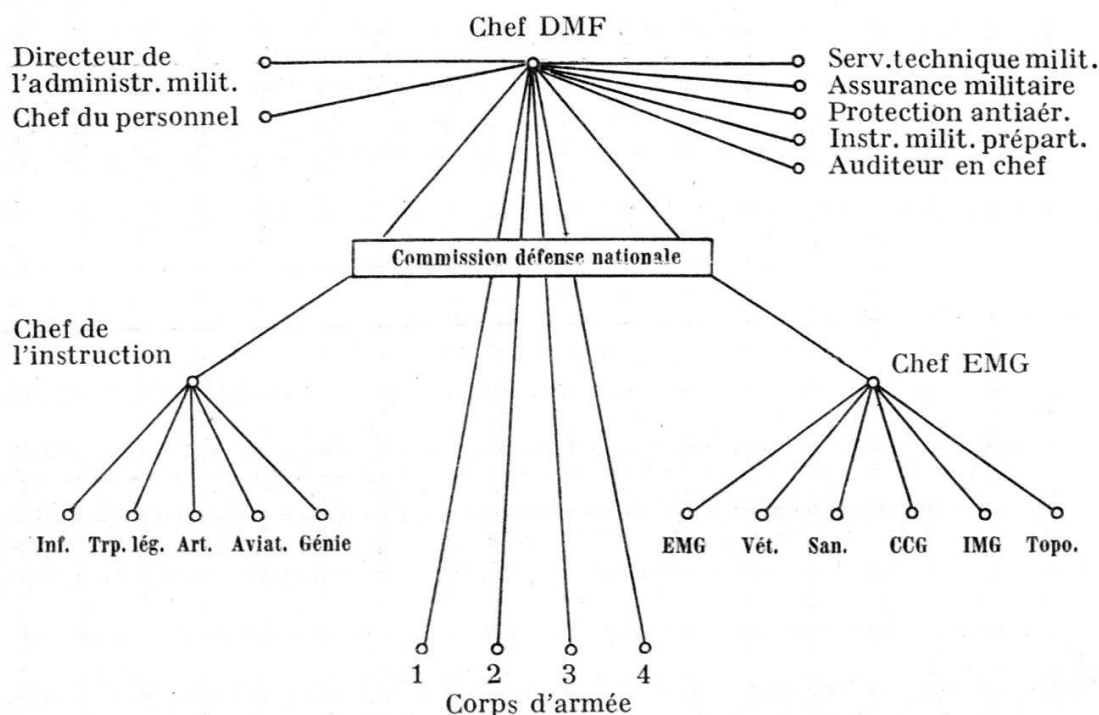 Chef DMF
Directeur de
l'administr. milit.
Chef du personnel
Serv.technique milit.
Assurance militaire
Protection antiaér.
Instr. milit. prépart.
Auditeur en chef
Commission défense nationale
Chef de
l'instruction
Chef EMG
Inf. Trp. lég. Art. Aviat. Génie
EMG Vét. San. CCG IMG Topo.
1 2 3 4
Corps d'armée